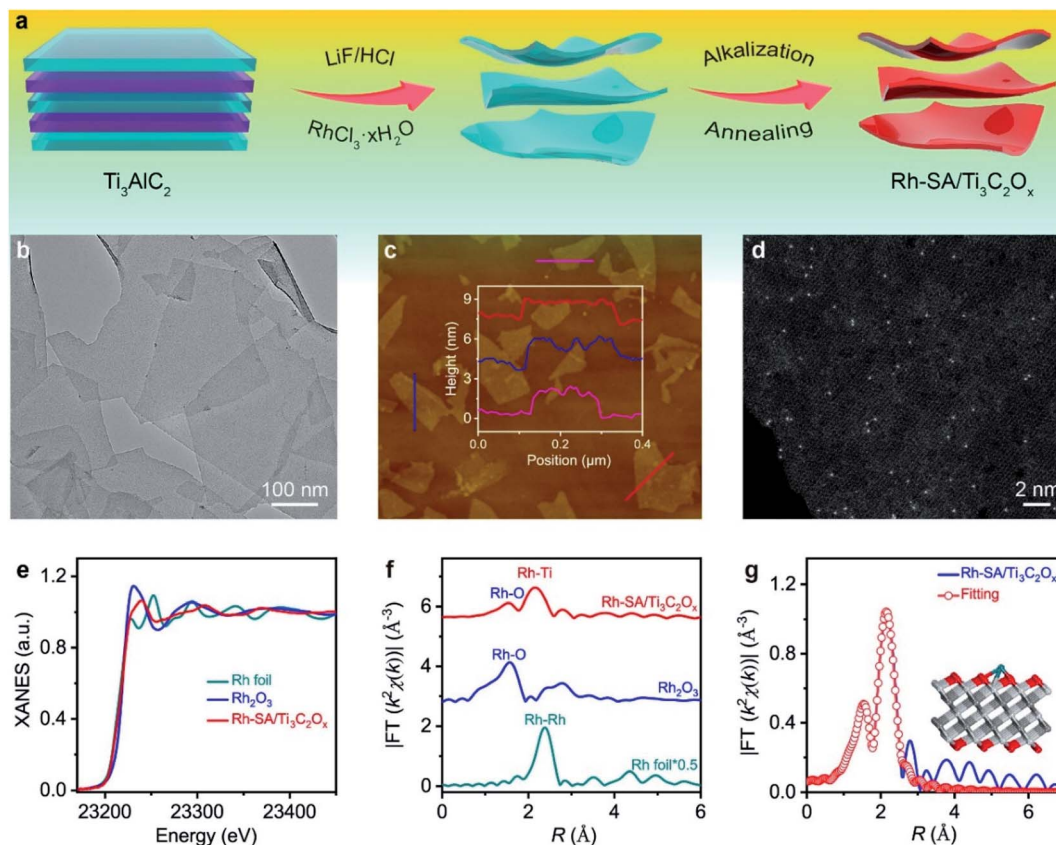 a
LiF/HCl
RhCl₃·xH₂O
Alkalization
Annealing
Ti₃AlC₂
Rh-SA/Ti₃C₂Oₓ
b
100 nm
c
Height (nm)
9
6
3
0
0.0 0.2 0.4
Position (µm)
d
2 nm
e
XANES (a.u.)
1.2
0.8
0.4
0.0
Rh foil
Rh₂O₃
Rh-SA/Ti₃C₂Oₓ
23200 23300 23400
Energy (eV)
f
|FT (k²χ(k))| (Å⁻³)
6
4
2
0
Rh-Ti
Rh-O
Rh-SA/Ti₃C₂Oₓ
Rh-O
Rh₂O₃
Rh-Rh
Rh foil*0.5
0 2 4 6
R (Å)
g
|FT (k²χ(k))| (Å⁻³)
1.2
0.8
0.4
0.0
Rh-SA/Ti₃C₂Oₓ
Fitting
0 2 4 6
R (Å)